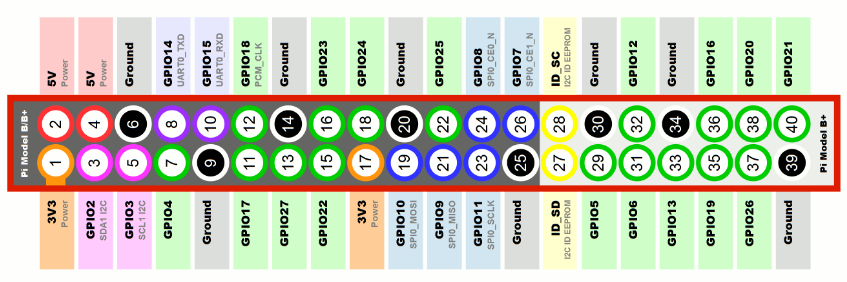 5V
Power
5V
Power
Ground
GPIO14
UART0_TXD
GPIO15
UART0_RXD
GPIO18
PCM_CLK
Ground
GPIO23
GPIO24
Ground
GPIO25
GPIO8
SPI0_CE0_N
GPIO7
SPI0_CE1_N
ID_SC
I2C ID EEPROM
Ground
GPIO12
Ground
GPIO16
GPIO20
GPIO21
Pi Model B/B+
2 4 6 8 10 12 14 16 18 20 22 24 26 28 30 32 34 36 38 40
1 3 5 7 9 11 13 15 17 19 21 23 25 27 29 31 33 35 37 39
Pi Model B+
3V3
Power
GPIO2
SDA1 I2C
GPIO3
SCL1 I2C
GPIO4
Ground
GPIO17
GPIO27
GPIO22
3V3
Power
GPIO10
SPI0_MOSI
GPIO9
SPI0_MISO
GPIO11
SPI0_SCLK
Ground
ID_SD
I2C ID EEPROM
GPIO5
GPIO6
GPIO13
GPIO19
GPIO26
Ground